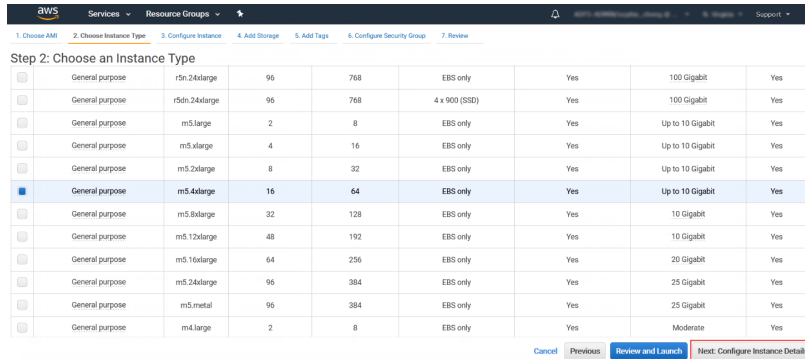 aws Services Resource Groups Support
1. Choose AMI 2. Choose Instance Type 3. Configure Instance 4. Add Storage 5. Add Tags 6. Configure Security Group 7. Review
Step 2: Choose an Instance Type
General purpose r5n.24xlarge 96 768 EBS only Yes 100 Gigabit Yes
General purpose r5dn.24xlarge 96 768 4 x 900 (SSD) Yes 100 Gigabit Yes
General purpose m5.large 2 8 EBS only Yes Up to 10 Gigabit Yes
General purpose m5.xlarge 4 16 EBS only Yes Up to 10 Gigabit Yes
General purpose m5.2xlarge 8 32 EBS only Yes Up to 10 Gigabit Yes
General purpose m5.4xlarge 16 64 EBS only Yes Up to 10 Gigabit Yes
General purpose m5.8xlarge 32 128 EBS only Yes 10 Gigabit Yes
General purpose m5.12xlarge 48 192 EBS only Yes 10 Gigabit Yes
General purpose m5.16xlarge 64 256 EBS only Yes 20 Gigabit Yes
General purpose m5.24xlarge 96 384 EBS only Yes 25 Gigabit Yes
General purpose m5.metal 96 384 EBS only Yes 25 Gigabit Yes
General purpose m4.large 2 8 EBS only Yes Moderate Yes
Cancel Previous Review and Launch Next: Configure Instance Detail